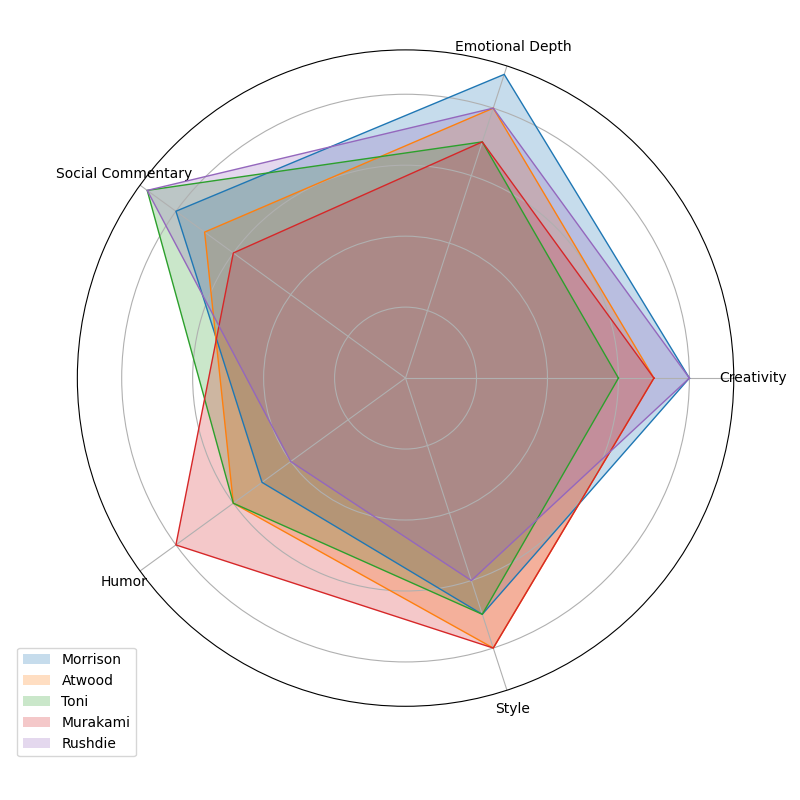 Emotional Depth
Social Commentary
Creativity
Humor
Style
Morrison
Atwood
Toni
Murakami
Rushdie